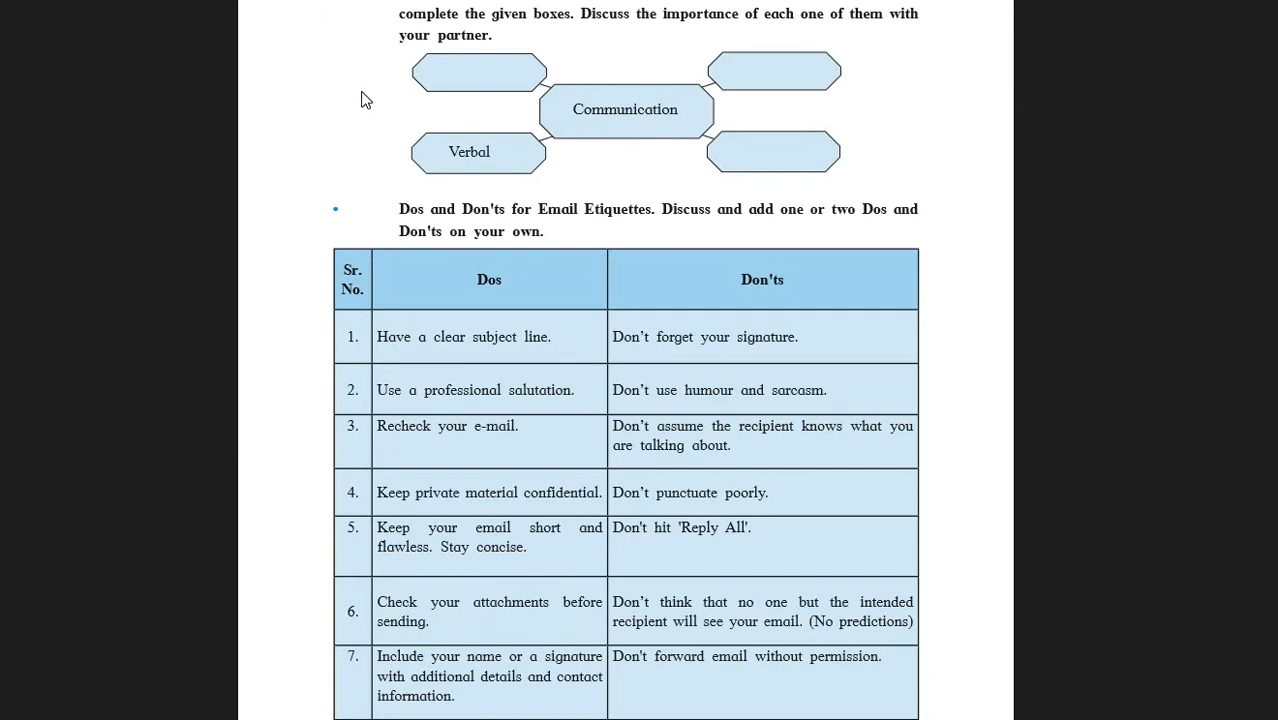 complete the given boxes. Discuss the importance of each one of them with
your partner.
Communication
Verbal
• Dos and Don'ts for Email Etiquettes. Discuss and add one or two Dos and
Don'ts on your own.
Sr.
No.
Dos
Don'ts
1.
Have a clear subject line.
Don’t forget your signature.
2.
Use a professional salutation.
Don’t use humour and sarcasm.
3.
Recheck your e-mail.
Don’t assume the recipient knows what you
are talking about.
4.
Keep private material confidential.
Don’t punctuate poorly.
5.
Keep your email short and
flawless. Stay concise.
Don't hit 'Reply All'.
6.
Check your attachments before
sending.
Don’t think that no one but the intended
recipient will see your email. (No predictions)
7.
Include your name or a signature
with additional details and contact
information.
Don't forward email without permission.